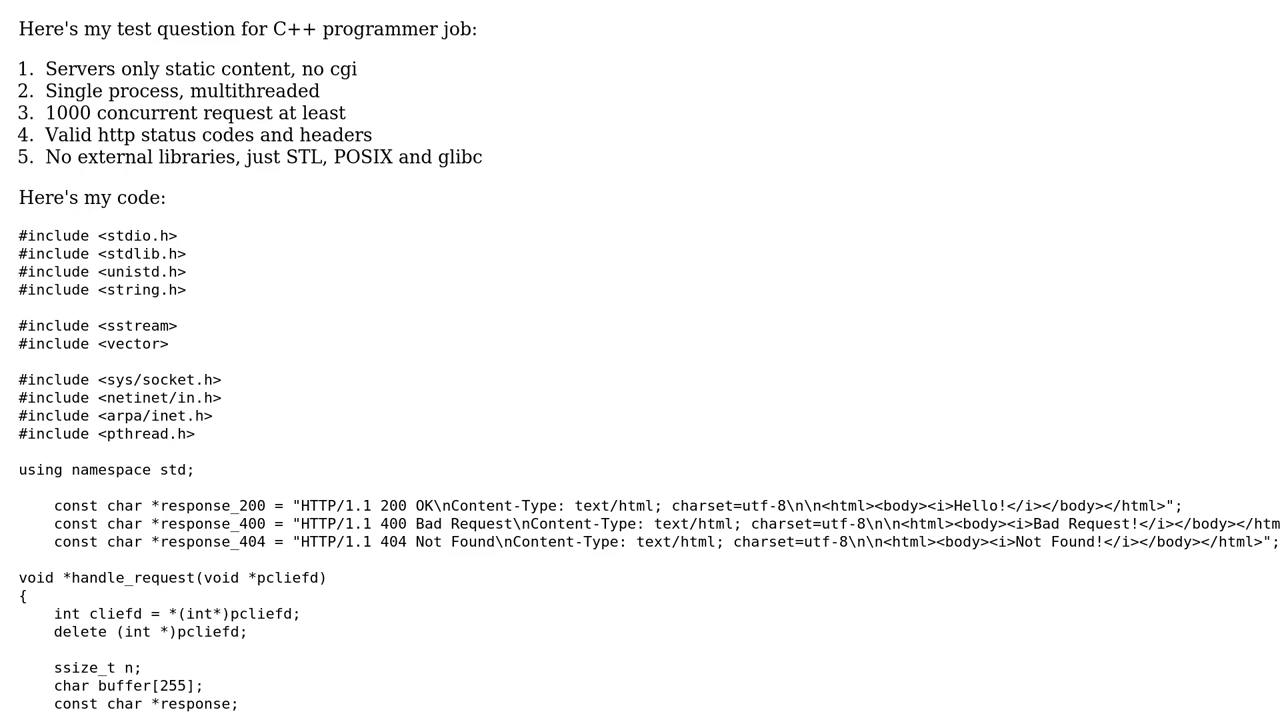 Here's my test question for C++ programmer job:
1. Servers only static content, no cgi
2. Single process, multithreaded
3. 1000 concurrent request at least
4. Valid http status codes and headers
5. No external libraries, just STL, POSIX and glibc
Here's my code:
#include <stdio.h>
#include <stdlib.h>
#include <unistd.h>
#include <string.h>
#include <sstream>
#include <vector>
#include <sys/socket.h>
#include <netinet/in.h>
#include <arpa/inet.h>
#include <pthread.h>
using namespace std;
    const char *response_200 = "HTTP/1.1 200 OK\nContent-Type: text/html; charset=utf-8\n\n<html><body><i>Hello!</i></body></html>";
    const char *response_400 = "HTTP/1.1 400 Bad Request\nContent-Type: text/html; charset=utf-8\n\n<html><body><i>Bad Request!</i></body></htm
    const char *response_404 = "HTTP/1.1 404 Not Found\nContent-Type: text/html; charset=utf-8\n\n<html><body><i>Not Found!</i></body></html>";
void *handle_request(void *pcliefd)
{
    int cliefd = *(int*)pcliefd;
    delete (int *)pcliefd;
    ssize_t n;
    char buffer[255];
    const char *response;